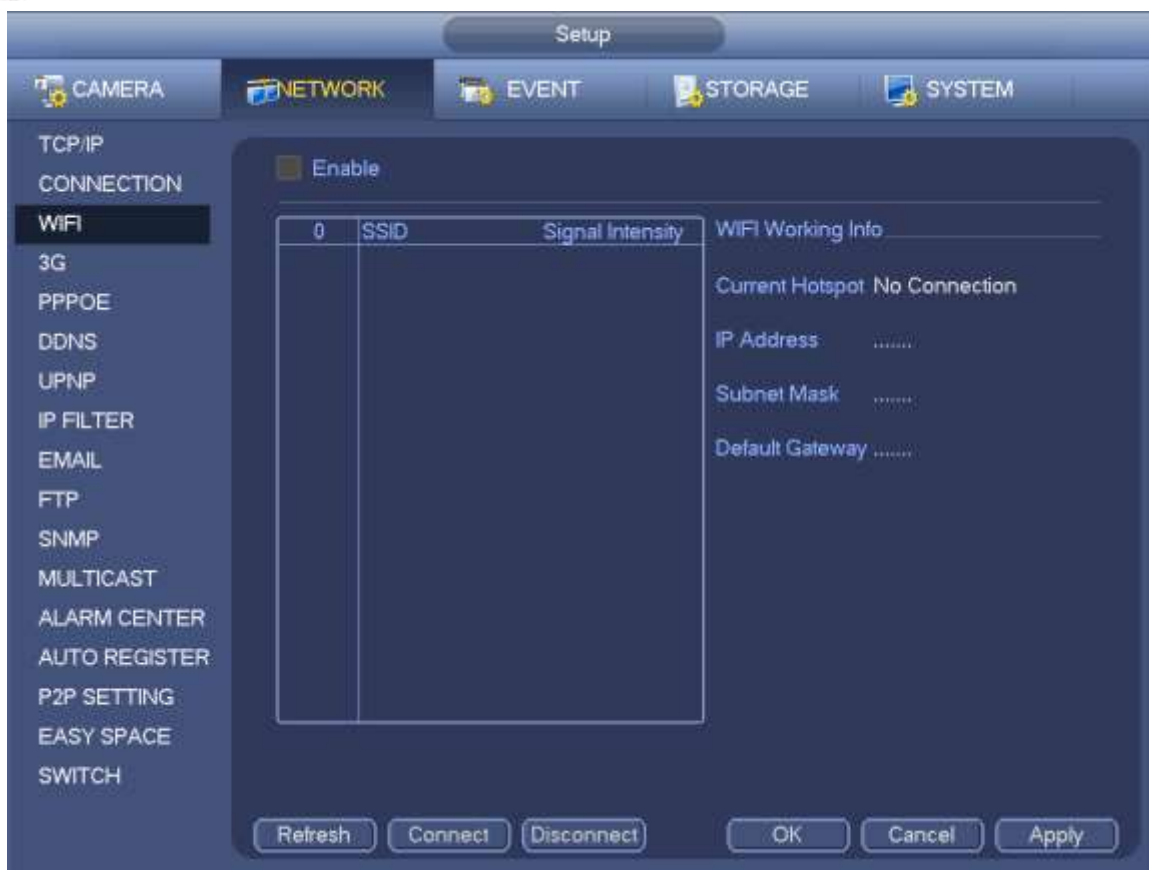 Setup
CAMERA NETWORK EVENT STORAGE SYSTEM
TCP/IP
CONNECTION
WIFI
3G
PPPOE
DDNS
UPNP
IP FILTER
EMAIL
FTP
SNMP
MULTICAST
ALARM CENTER
AUTO REGISTER
P2P SETTING
EASY SPACE
SWITCH
Enable
0 SSID Signal Intensity
WIFI Working Info
Current Hotspot No Connection
IP Address .......
Subnet Mask .......
Default Gateway .......
Refresh Connect Disconnect OK Cancel Apply